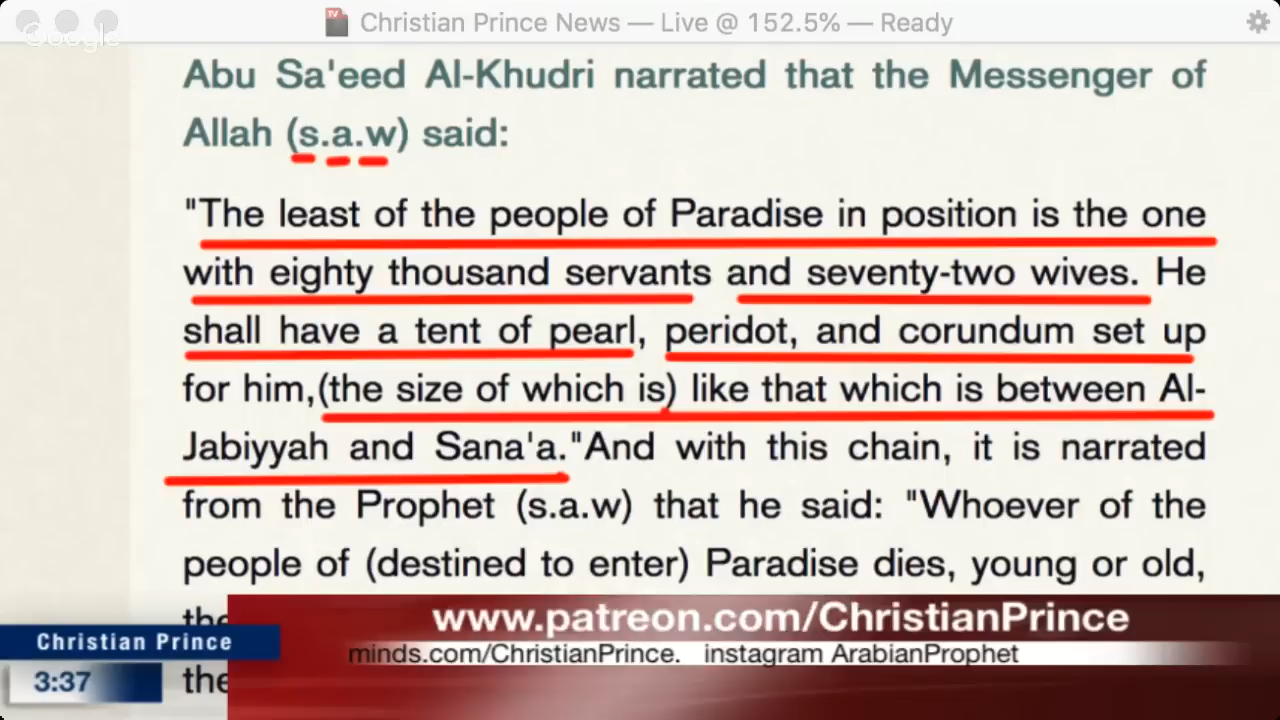 Christian Prince News — Live @ 152.5% — Ready
Google
Abu Sa'eed Al-Khudri narrated that the Messenger of
Allah (s.a.w) said:
"The least of the people of Paradise in position is the one
with eighty thousand servants and seventy-two wives. He
shall have a tent of pearl, peridot, and corundum set up
for him,(the size of which is) like that which is between Al-
Jabiyyah and Sana'a."And with this chain, it is narrated
from the Prophet (s.a.w) that he said: "Whoever of the
people of (destined to enter) Paradise dies, young or old,
the
the
www.patreon.com/ChristianPrince
Christian Prince
minds.com/ChristianPrince. instagram ArabianProphet
3:37